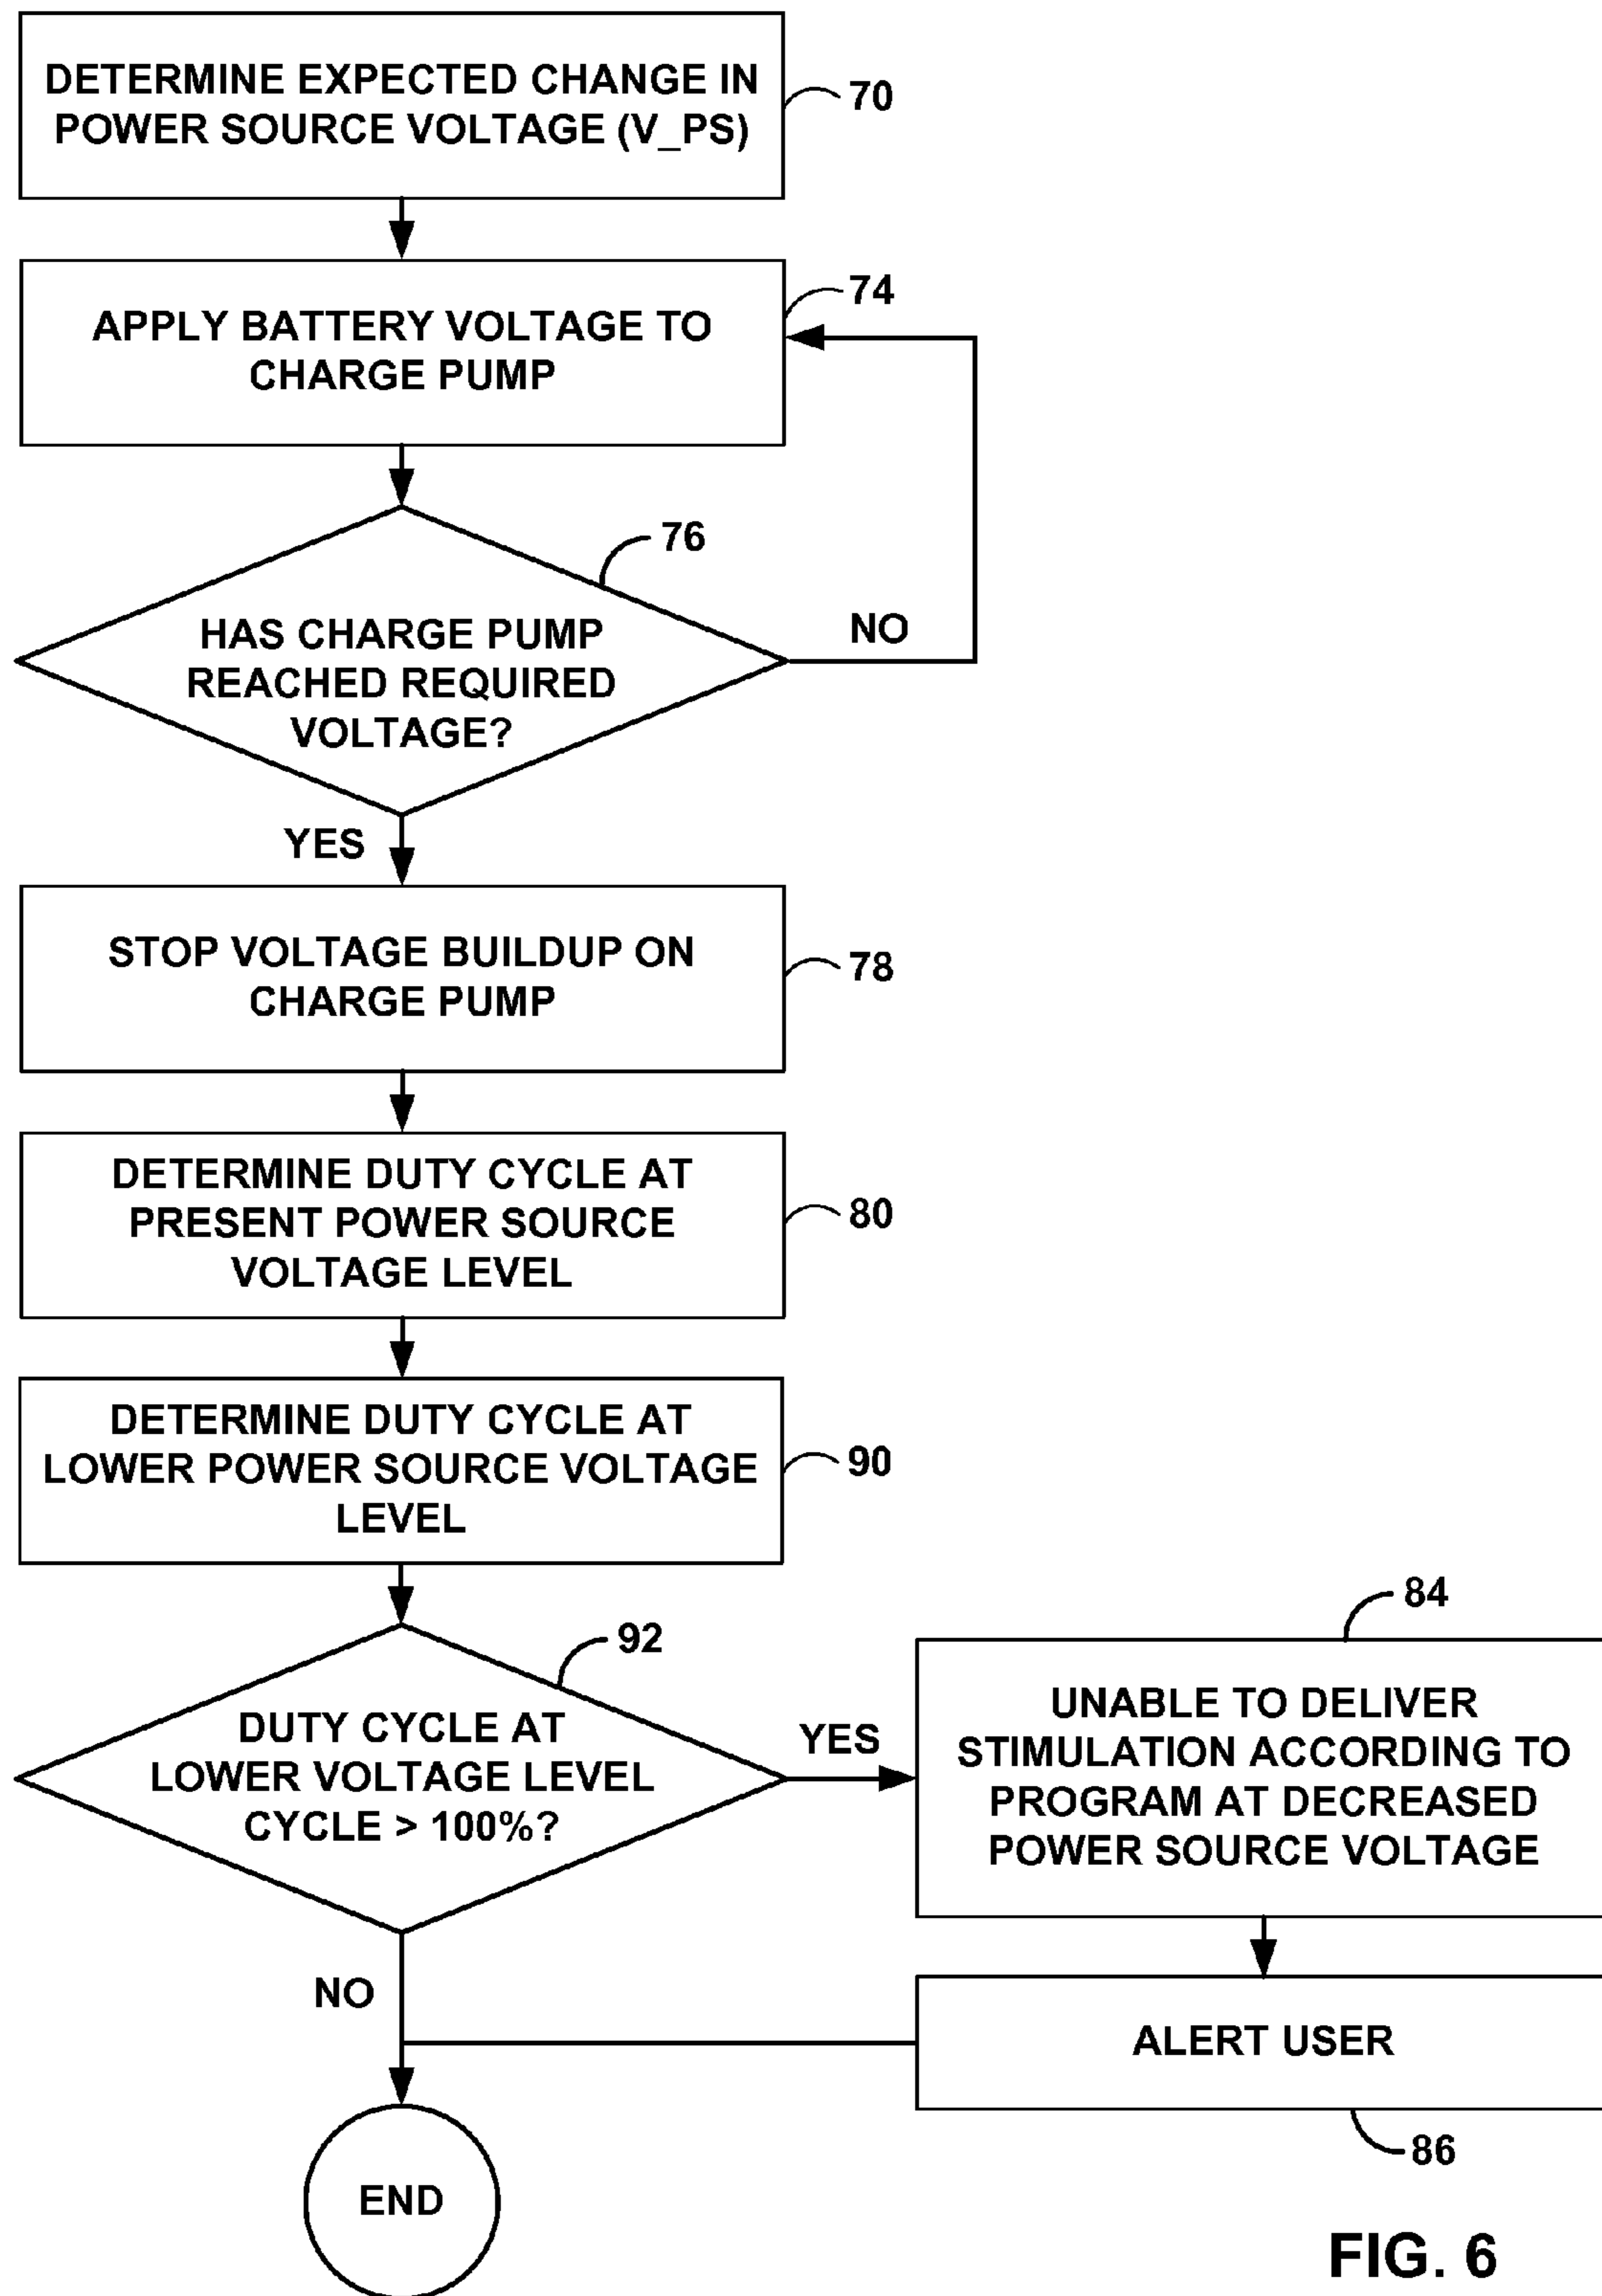 DETERMINE EXPECTED CHANGE IN
POWER SOURCE VOLTAGE (V_PS)
70
APPLY BATTERY VOLTAGE TO
CHARGE PUMP
74
76
HAS CHARGE PUMP
REACHED REQUIRED
VOLTAGE?
NO
YES
STOP VOLTAGE BUILDUP ON
CHARGE PUMP
78
DETERMINE DUTY CYCLE AT
PRESENT POWER SOURCE
VOLTAGE LEVEL
80
DETERMINE DUTY CYCLE AT
LOWER POWER SOURCE VOLTAGE
LEVEL
90
92
DUTY CYCLE AT
LOWER VOLTAGE LEVEL
CYCLE > 100%?
YES
84
UNABLE TO DELIVER
STIMULATION ACCORDING TO
PROGRAM AT DECREASED
POWER SOURCE VOLTAGE
NO
ALERT USER
86
END
FIG. 6